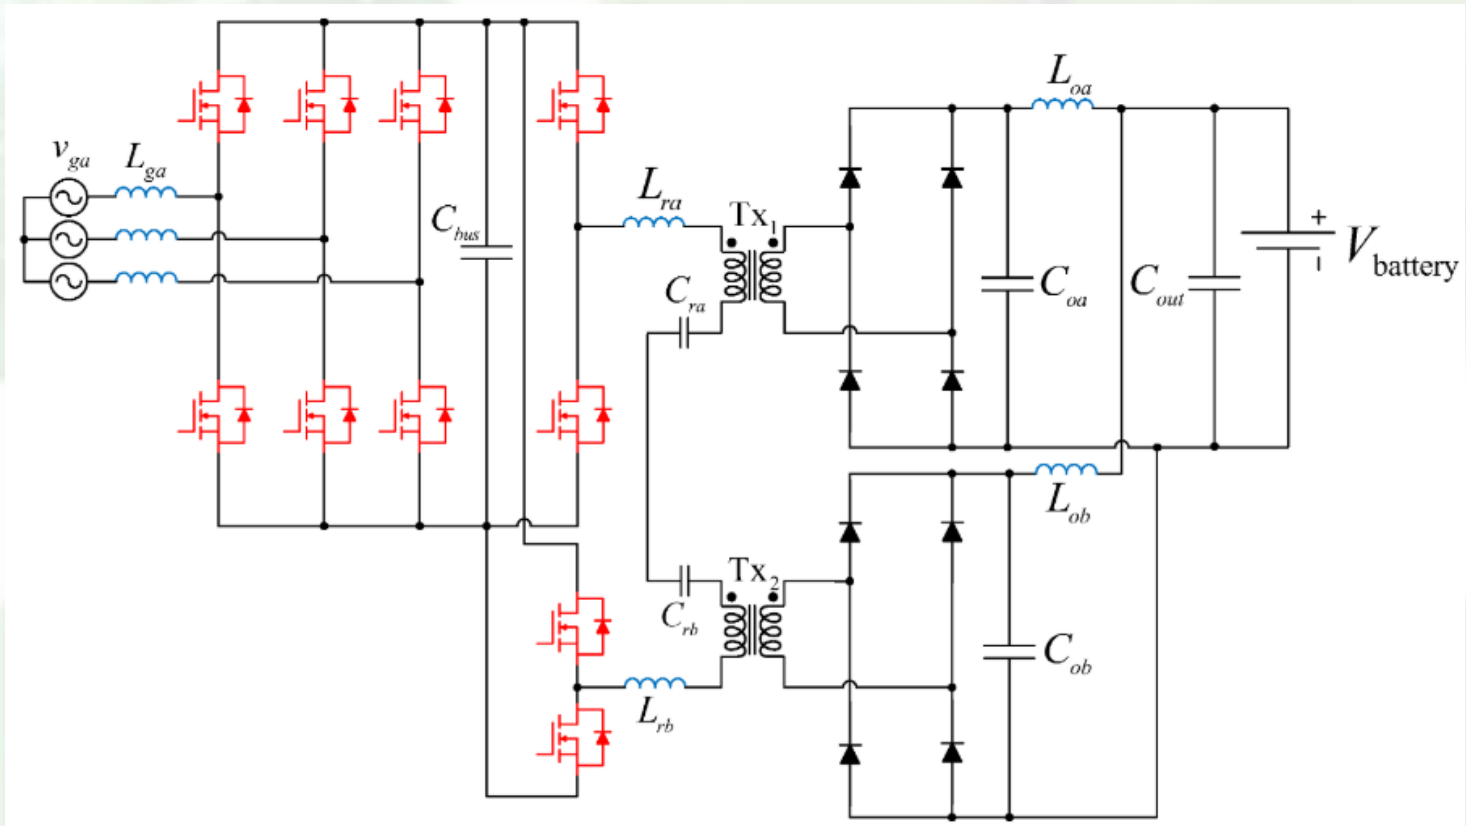 v_ga
L_ga
C_bus
L_ra
Tx_1
C_ra
L_oa
C_oa
C_out
+
-
V_battery
L_ob
Tx_2
C_rb
L_rb
C_ob